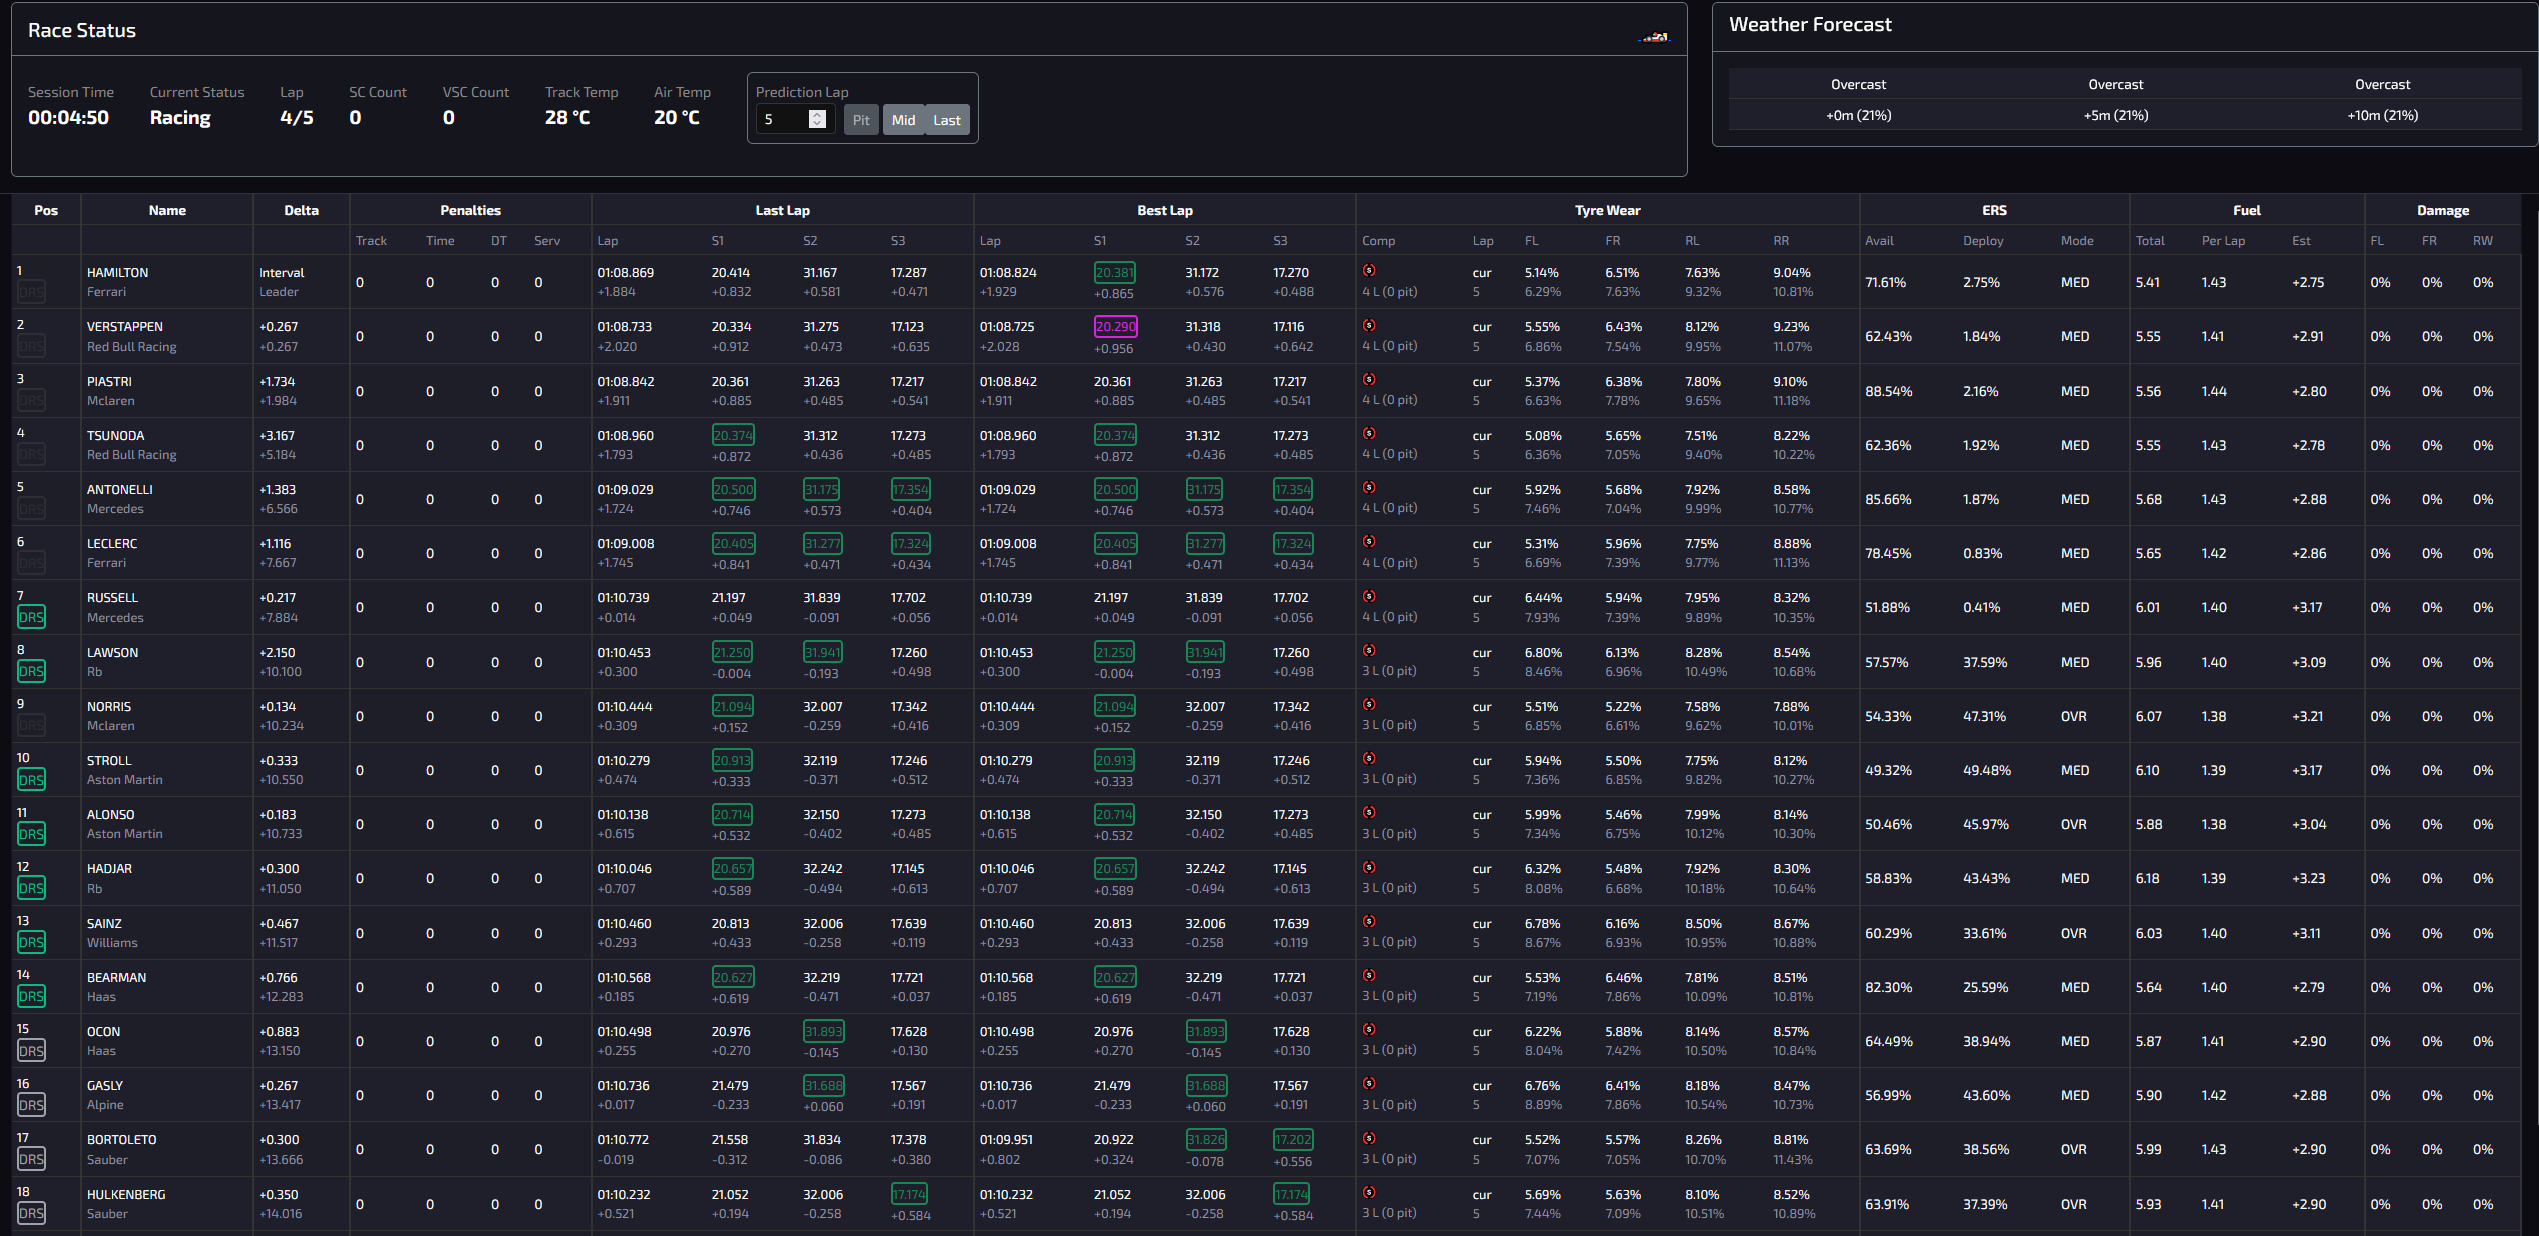 Race Status
Session Time Current Status Lap SC Count VSC Count Track Temp Air Temp Prediction Lap
00:04:50 Racing 4/5 0 0 28 °C 20 °C 5 Pit Mid Last
Weather Forecast
Overcast Overcast Overcast
+0m (21%) +5m (21%) +10m (21%)
Pos Name Delta Penalties Last Lap Best Lap Tyre Wear ERS Fuel Damage
Track Time DT Serv Lap S1 S2 S3 Lap S1 S2 S3 Comp Lap FL FR RL RR Avail Deploy Mode Total Per Lap Est FL FR RW
1 HAMILTON Interval 0 0 0 0 01:08.869 20.414 31.167 17.287 01:08.824 20.381 31.172 17.270 S cur 5.14% 6.51% 7.63% 9.04% 71.61% 2.75% MED 5.41 1.43 +2.75 0% 0% 0%
DRS Ferrari Leader +1.884 +0.832 +0.581 +0.471 +1.929 +0.865 +0.576 +0.488 4 L (0 pit) 5 6.29% 7.63% 9.32% 10.81%
2 VERSTAPPEN +0.267 0 0 0 0 01:08.733 20.334 31.275 17.123 01:08.725 20.290 31.318 17.116 S cur 5.55% 6.43% 8.12% 9.23% 62.43% 1.84% MED 5.55 1.41 +2.91 0% 0% 0%
DRS Red Bull Racing +0.267 +2.020 +0.912 +0.473 +0.635 +2.028 +0.956 +0.430 +0.642 4 L (0 pit) 5 6.86% 7.54% 9.95% 11.07%
3 PIASTRI +1.734 0 0 0 0 01:08.842 20.361 31.263 17.217 01:08.842 20.361 31.263 17.217 S cur 5.37% 6.38% 7.80% 9.10% 88.54% 2.16% MED 5.56 1.44 +2.80 0% 0% 0%
DRS Mclaren +1.984 +1.911 +0.885 +0.485 +0.541 +1.911 +0.885 +0.485 +0.541 4 L (0 pit) 5 6.63% 7.78% 9.65% 11.18%
4 TSUNODA +3.167 0 0 0 0 01:08.960 20.374 31.312 17.273 01:08.960 20.374 31.312 17.273 S cur 5.08% 5.65% 7.51% 8.22% 62.36% 1.92% MED 5.55 1.43 +2.78 0% 0% 0%
DRS Red Bull Racing +5.184 +1.793 +0.872 +0.436 +0.485 +1.793 +0.872 +0.436 +0.485 4 L (0 pit) 5 6.36% 7.05% 9.40% 10.22%
5 ANTONELLI +1.383 0 0 0 0 01:09.029 20.500 31.175 17.354 01:09.029 20.500 31.175 17.354 S cur 5.92% 5.68% 7.92% 8.58% 85.66% 1.87% MED 5.68 1.43 +2.88 0% 0% 0%
DRS Mercedes +6.566 +1.724 +0.746 +0.573 +0.404 +1.724 +0.746 +0.573 +0.404 4 L (0 pit) 5 7.46% 7.04% 9.99% 10.77%
6 LECLERC +1.116 0 0 0 0 01:09.008 20.405 31.277 17.324 01:09.008 20.405 31.277 17.324 S cur 5.31% 5.96% 7.75% 8.88% 78.45% 0.83% MED 5.65 1.42 +2.86 0% 0% 0%
DRS Ferrari +7.667 +1.745 +0.841 +0.471 +0.434 +1.745 +0.841 +0.471 +0.434 4 L (0 pit) 5 6.69% 7.39% 9.77% 11.13%
7 RUSSELL +0.217 0 0 0 0 01:10.739 21.197 31.839 17.702 01:10.739 21.197 31.839 17.702 S cur 6.44% 5.94% 7.95% 8.32% 51.88% 0.41% MED 6.01 1.40 +3.17 0% 0% 0%
DRS Mercedes +7.884 +0.014 +0.049 -0.091 +0.056 +0.014 +0.049 -0.091 +0.056 4 L (0 pit) 5 7.93% 7.39% 9.89% 10.35%
8 LAWSON +2.150 0 0 0 0 01:10.453 21.250 31.941 17.260 01:10.453 21.250 31.941 17.260 S cur 6.80% 6.13% 8.28% 8.54% 57.57% 37.59% MED 5.96 1.40 +3.09 0% 0% 0%
DRS Rb +10.100 +0.300 -0.004 -0.193 +0.498 +0.300 -0.004 -0.193 +0.498 3 L (0 pit) 5 8.46% 6.96% 10.49% 10.68%
9 NORRIS +0.134 0 0 0 0 01:10.444 21.094 32.007 17.342 01:10.444 21.094 32.007 17.342 S cur 5.51% 5.22% 7.58% 7.88% 54.33% 47.31% OVR 6.07 1.38 +3.21 0% 0% 0%
DRS Mclaren +10.234 +0.309 +0.152 -0.259 +0.416 +0.309 +0.152 -0.259 +0.416 3 L (0 pit) 5 6.85% 6.61% 9.62% 10.01%
10 STROLL +0.333 0 0 0 0 01:10.279 20.913 32.119 17.246 01:10.279 20.913 32.119 17.246 S cur 5.94% 5.50% 7.75% 8.12% 49.32% 49.48% MED 6.10 1.39 +3.17 0% 0% 0%
DRS Aston Martin +10.550 +0.474 +0.333 -0.371 +0.512 +0.474 +0.333 -0.371 +0.512 3 L (0 pit) 5 7.36% 6.85% 9.82% 10.27%
11 ALONSO +0.183 0 0 0 0 01:10.138 20.714 32.150 17.273 01:10.138 20.714 32.150 17.273 S cur 5.99% 5.46% 7.99% 8.14% 50.46% 45.97% OVR 5.88 1.38 +3.04 0% 0% 0%
DRS Aston Martin +10.733 +0.615 +0.532 -0.402 +0.485 +0.615 +0.532 -0.402 +0.485 3 L (0 pit) 5 7.34% 6.75% 10.12% 10.30%
12 HADJAR +0.300 0 0 0 0 01:10.046 20.657 32.242 17.145 01:10.046 20.657 32.242 17.145 S cur 6.32% 5.48% 7.92% 8.30% 58.83% 43.43% MED 6.18 1.39 +3.23 0% 0% 0%
DRS Rb +11.050 +0.707 +0.589 -0.494 +0.613 +0.707 +0.589 -0.494 +0.613 3 L (0 pit) 5 8.08% 6.68% 10.18% 10.64%
13 SAINZ +0.467 0 0 0 0 01:10.460 20.813 32.006 17.639 01:10.460 20.813 32.006 17.639 S cur 6.78% 6.16% 8.50% 8.67% 60.29% 33.61% OVR 6.03 1.40 +3.11 0% 0% 0%
DRS Williams +11.517 +0.293 +0.433 -0.258 +0.119 +0.293 +0.433 -0.258 +0.119 3 L (0 pit) 5 8.67% 6.93% 10.95% 10.88%
14 BEARMAN +0.766 0 0 0 0 01:10.568 20.627 32.219 17.721 01:10.568 20.627 32.219 17.721 S cur 5.53% 6.46% 7.81% 8.51% 82.30% 25.59% MED 5.64 1.40 +2.79 0% 0% 0%
DRS Haas +12.283 +0.185 +0.619 -0.471 +0.037 +0.185 +0.619 -0.471 +0.037 3 L (0 pit) 5 7.19% 7.86% 10.09% 10.81%
15 OCON +0.883 0 0 0 0 01:10.498 20.976 31.893 17.628 01:10.498 20.976 31.893 17.628 S cur 6.22% 5.88% 8.14% 8.57% 64.49% 38.94% MED 5.87 1.41 +2.90 0% 0% 0%
DRS Haas +13.150 +0.255 +0.270 -0.145 +0.130 +0.255 +0.270 -0.145 +0.130 3 L (0 pit) 5 8.04% 7.42% 10.50% 10.84%
16 GASLY +0.267 0 0 0 0 01:10.736 21.479 31.688 17.567 01:10.736 21.479 31.688 17.567 S cur 6.76% 6.41% 8.18% 8.47% 56.99% 43.60% MED 5.90 1.42 +2.88 0% 0% 0%
DRS Alpine +13.417 +0.017 -0.233 +0.060 +0.191 +0.017 -0.233 +0.060 +0.191 3 L (0 pit) 5 8.89% 7.86% 10.54% 10.73%
17 BORTOLETO +0.300 0 0 0 0 01:10.772 21.558 31.834 17.378 01:09.951 20.922 31.826 17.202 S cur 5.52% 5.57% 8.26% 8.81% 63.69% 38.56% OVR 5.99 1.43 +2.90 0% 0% 0%
DRS Sauber +13.666 -0.019 -0.312 -0.086 +0.380 +0.802 +0.324 -0.078 +0.556 3 L (0 pit) 5 7.07% 7.05% 10.70% 11.43%
18 HULKENBERG +0.350 0 0 0 0 01:10.232 21.052 32.006 17.174 01:10.232 21.052 32.006 17.174 S cur 5.69% 5.63% 8.10% 8.52% 63.91% 37.39% OVR 5.93 1.41 +2.90 0% 0% 0%
DRS Sauber +14.016 +0.521 +0.194 -0.258 +0.584 +0.521 +0.194 -0.258 +0.584 3 L (0 pit) 5 7.44% 7.09% 10.51% 10.89%